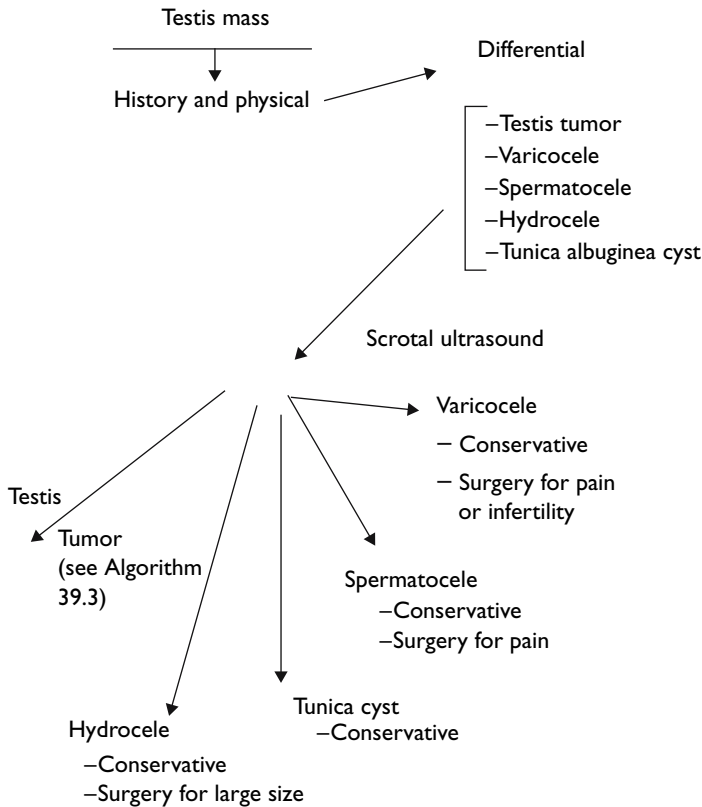 Testis mass
History and physical
Differential
–Testis tumor
–Varicocele
–Spermatocele
–Hydrocele
–Tunica albuginea cyst
Scrotal ultrasound
Varicocele
– Conservative
– Surgery for pain
or infertility
Testis
Tumor
(see Algorithm
39.3)
Spermatocele
–Conservative
–Surgery for pain
Tunica cyst
–Conservative
Hydrocele
–Conservative
–Surgery for large size